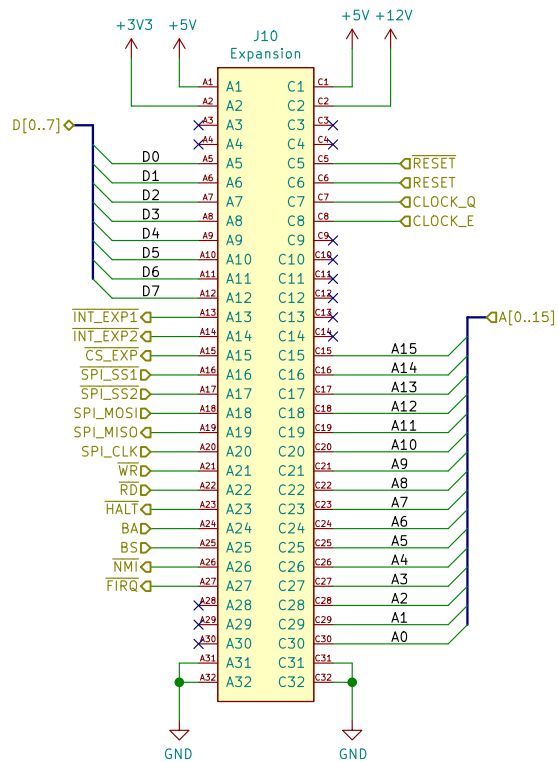 +3V3 +5V J10 +5V +12V
Expansion
A1 A1 C1 C1
A2 A2 C2 C2
D[0..7] A3 A3 C3 C3
A4 A4 C4 C4
D0 A5 A5 C5 C5 RESET
D1 A6 A6 C6 C6 RESET
D2 A7 A7 C7 C7 CLOCK_Q
D3 A8 A8 C8 C8 CLOCK_E
D4 A9 A9 C9 C9
D5 A10 A10 C10 C10
D6 A11 A11 C11 C11
D7 A12 A12 C12 C12
INT_EXP1 A13 A13 C13 C13 A[0..15]
INT_EXP2 A14 A14 C14 C14
CS_EXP A15 A15 C15 C15 A15
SPI_SS1 A16 A16 C16 C16 A14
SPI_SS2 A17 A17 C17 C17 A13
SPI_MOSI A18 A18 C18 C18 A12
SPI_MISO A19 A19 C19 C19 A11
SPI_CLK A20 A20 C20 C20 A10
WR A21 A21 C21 C21 A9
RD A22 A22 C22 C22 A8
HALT A23 A23 C23 C23 A7
BA A24 A24 C24 C24 A6
BS A25 A25 C25 C25 A5
NMI A26 A26 C26 C26 A4
FIRQ A27 A27 C27 C27 A3
A28 A28 C28 C28 A2
A29 A29 C29 C29 A1
A30 A30 C30 C30 A0
A31 A31 C31 C31
A32 A32 C32 C32
GND GND